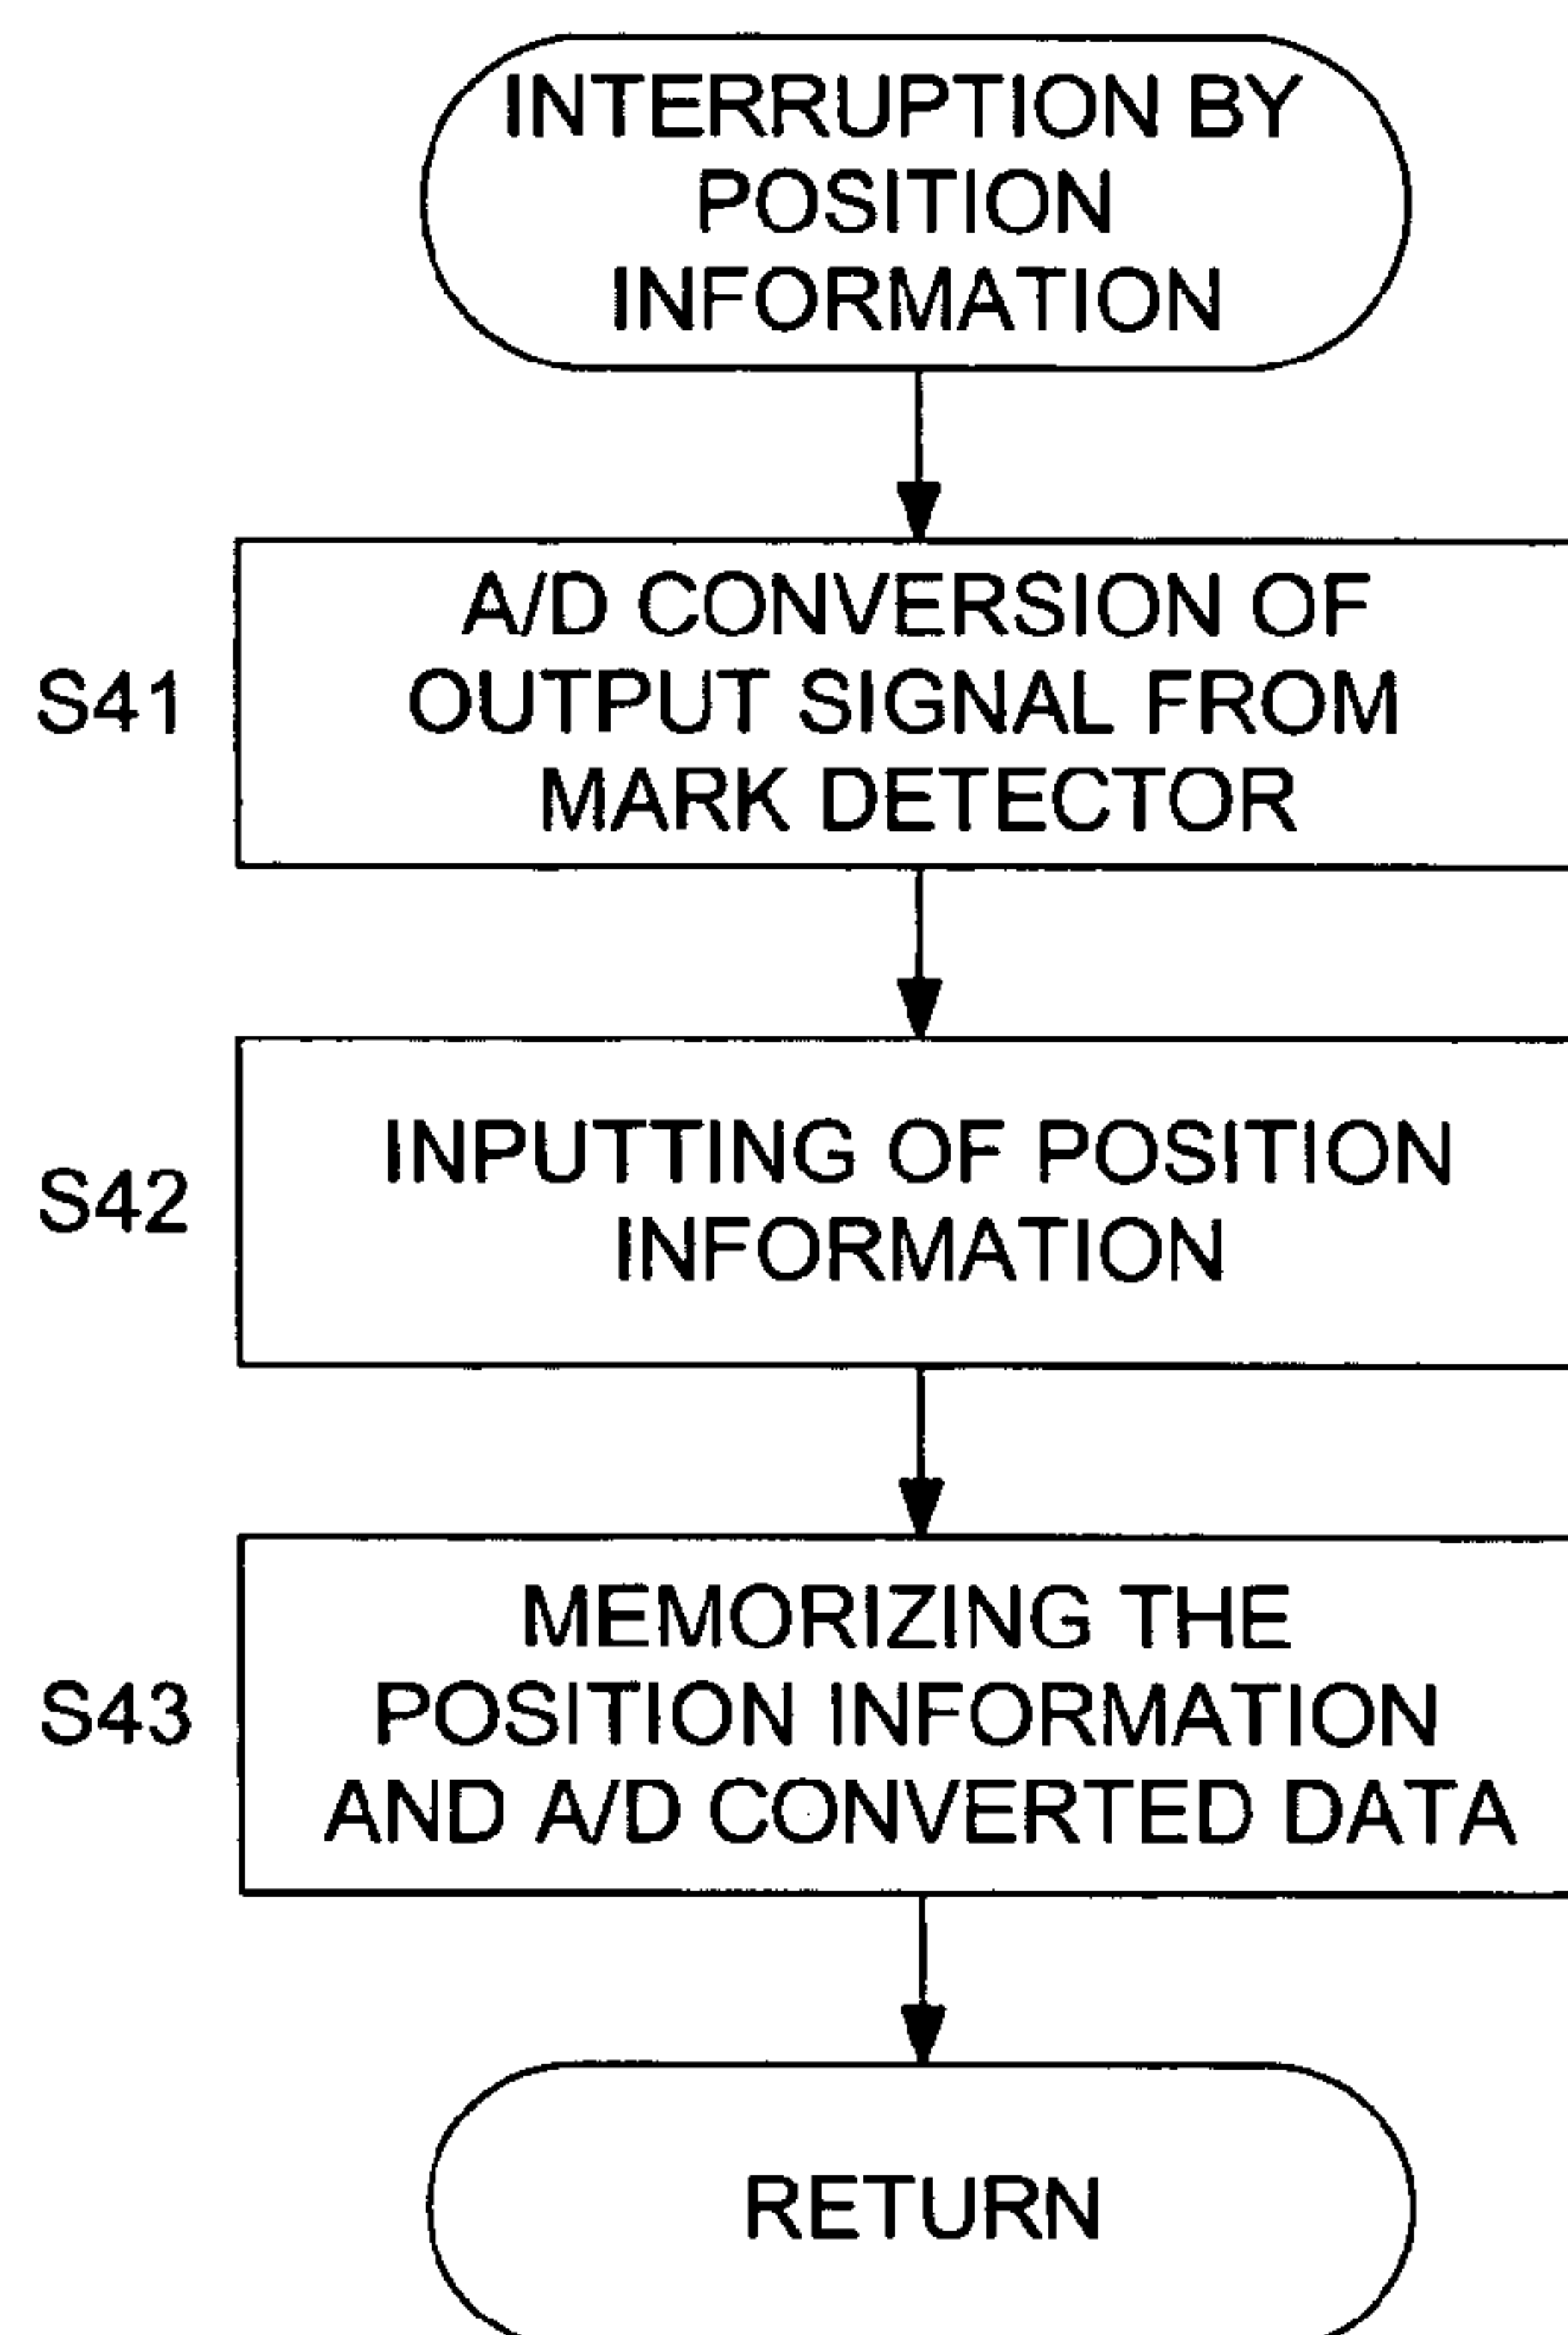 INTERRUPTION BY
POSITION
INFORMATION
A/D CONVERSION OF
S41
OUTPUT SIGNAL FROM
MARK DETECTOR
INPUTTING OF POSITION
S42
INFORMATION
MEMORIZING THE
S43
POSITION INFORMATION
AND A/D CONVERTED DATA
RETURN